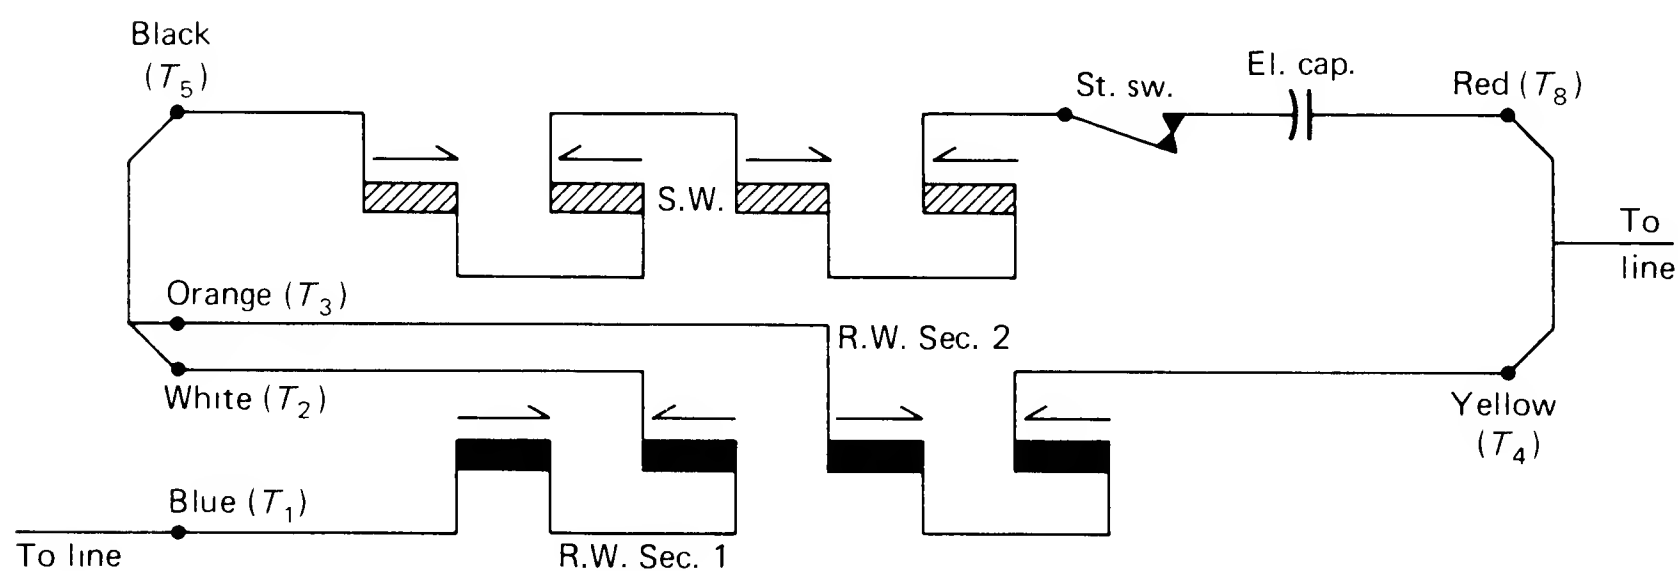 Black
(T5)
El. cap.
St. sw.
Red (T8)
S.W.
To
line
Orange (T3)
R.W. Sec. 2
White (T2)
Yellow
(T4)
Blue (T1)
To line
R.W. Sec. 1